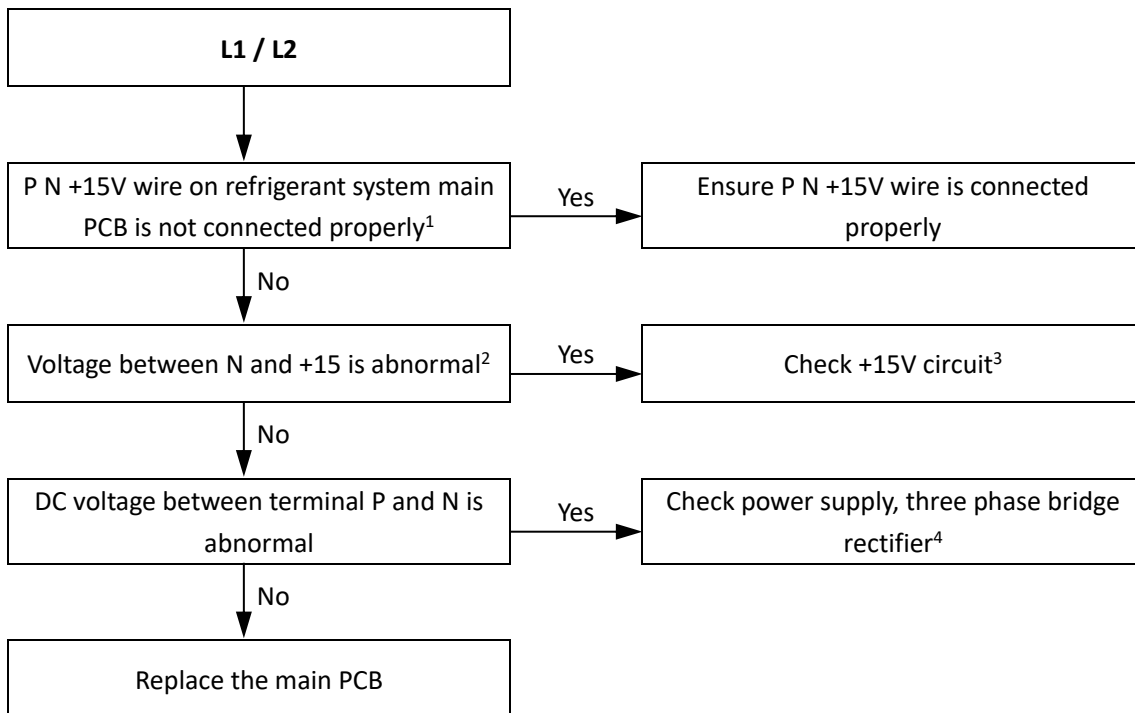 L1 / L2
P N +15V wire on refrigerant system main
PCB is not connected properly¹
Yes
Ensure P N +15V wire is connected
properly
No
Voltage between N and +15 is abnormal²
Yes
Check +15V circuit³
No
DC voltage between terminal P and N is
abnormal
Yes
Check power supply, three phase bridge
rectifier⁴
No
Replace the main PCB